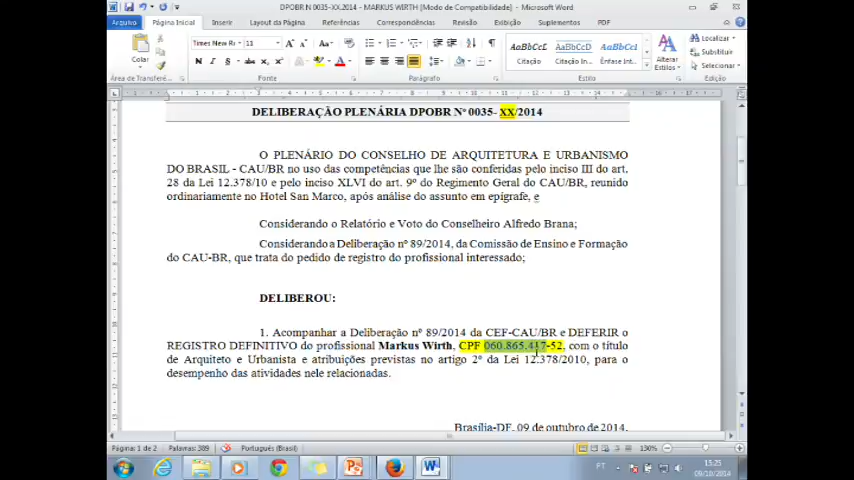 DPOBR N 0035-XX.2014 - MARKUS WIRTH [Modo de Compatibilidade] - Microsoft Word
Arquivo Página Inicial Inserir Layout da Página Referências Correspondências Revisão Exibição Suplementos PDF
Colar
Times New Ro 11
N I S
AaBbCcL AaBbCcL AaBbCcI
Citação Citação In... Ênfase Int...
Alterar Estilos
Localizar
Substituir
Selecionar
Área de Transfer... Fonte Parágrafo Estilo Edição
DELIBERAÇÃO PLENÁRIA DPOBR Nº 0035- XX/2014
O PLENÁRIO DO CONSELHO DE ARQUITETURA E URBANISMO
DO BRASIL - CAU/BR no uso das competências que lhe são conferidas pelo inciso III do art.
28 da Lei 12.378/10 e pelo inciso XLVI do art. 9º do Regimento Geral do CAU/BR, reunido
ordinariamente no Hotel San Marco, após análise do assunto em epígrafe, e
Considerando o Relatório e Voto do Conselheiro Alfredo Brana;
Considerando a Deliberação nº 89/2014, da Comissão de Ensino e Formação
do CAU-BR, que trata do pedido de registro do profissional interessado;
DELIBEROU:
1. Acompanhar a Deliberação nº 89/2014 da CEF-CAU/BR e DEFERIR o
REGISTRO DEFINITIVO do profissional Markus Wirth, CPF 060.865.417-52, com o título
de Arquiteto e Urbanista e atribuições previstas no artigo 2º da Lei 12.378/2010, para o
desempenho das atividades nele relacionadas.
Brasília-DF, 09 de outubro de 2014.
Página: 1 de 2 Palavras: 389 Português (Brasil) 130%
PT 15:25
09/10/2014